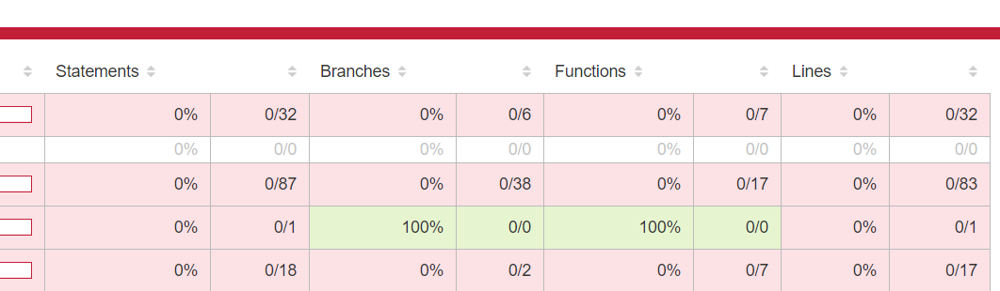 Statements Branches Functions Lines
0% 0/32 0% 0/6 0% 0/7 0% 0/32
0% 0/0 0% 0/0 0% 0/0 0% 0/0
0% 0/87 0% 0/38 0% 0/17 0% 0/83
0% 0/1 100% 0/0 100% 0/0 0% 0/1
0% 0/18 0% 0/2 0% 0/7 0% 0/17